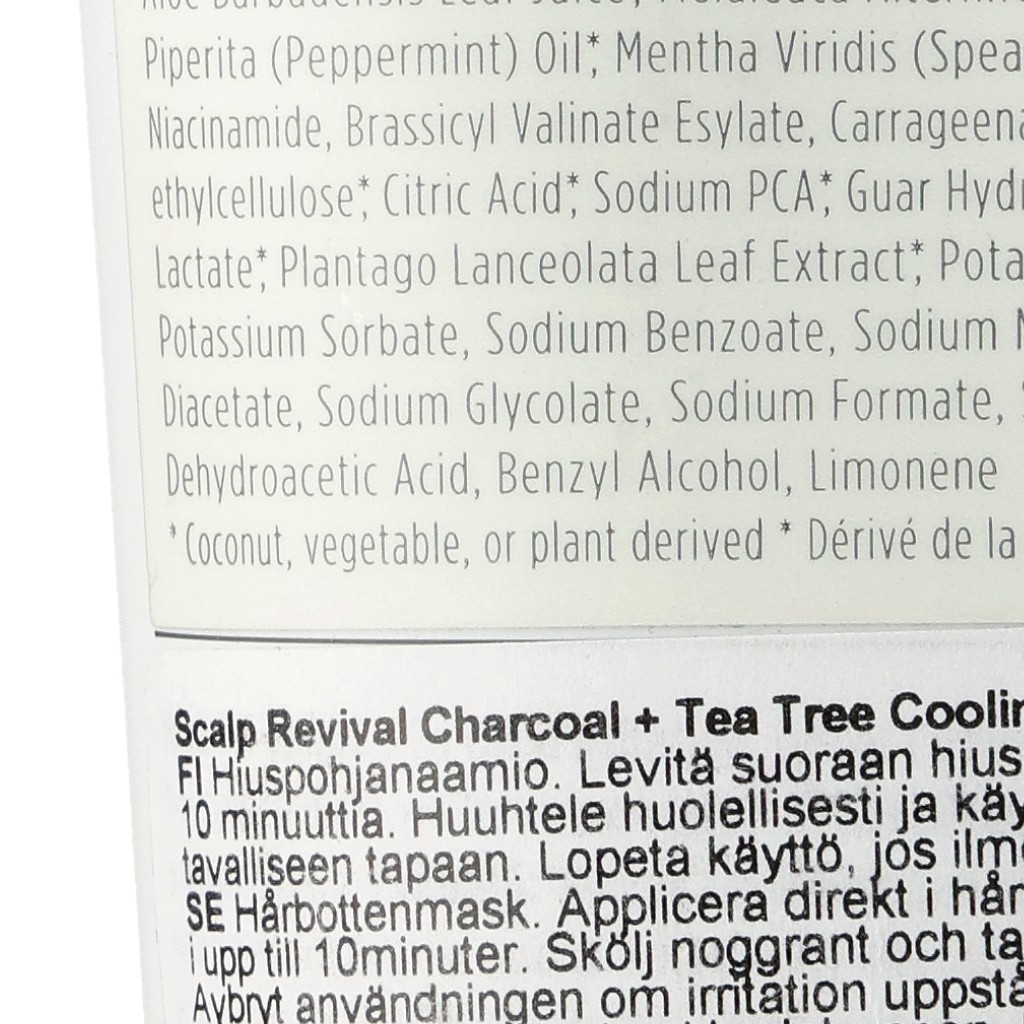 Piperita (Peppermint) Oil*, Mentha Viridis (Spea
Niacinamide, Brassicyl Valinate Esylate, Carrageena
ethylcellulose*, Citric Acid*, Sodium PCA*, Guar Hydr
Lactate*, Plantago Lanceolata Leaf Extract*, Pota
Potassium Sorbate, Sodium Benzoate, Sodium
Diacetate, Sodium Glycolate, Sodium Formate,
Dehydroacetic Acid, Benzyl Alcohol, Limonene
*Coconut, vegetable, or plant derived * Dérivé de la
Scalp Revival Charcoal + Tea Tree Coolin
FI Hiuspohjanaamio. Levitä suoraan hius
10 minuuttia. Huuhtele huolellisesti ja käy
tavalliseen tapaan. Lopeta käyttö, jos ilme
SE Hårbottenmask. Applicera direkt i hår
i upp till 10minuter. Skölj noggrant och ta
Avbryt användningen om irritation uppstå